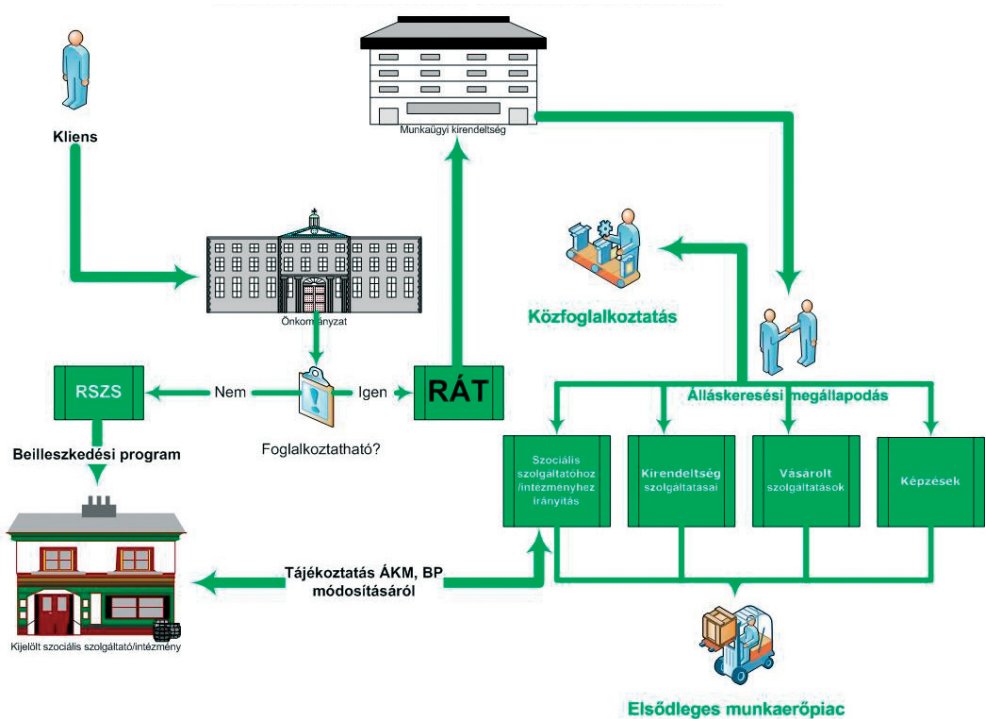 Kliens
Munkaügyi kirendeltség
Önkormányzat
Közfoglalkoztatás
RSZS
Nem
Igen
RÁT
Foglalkoztatható?
Álláskeresési megállapodás
Beilleszkedési program
Szociális
szolgáltatóhoz
/intézményhez
irányítás
Kirendeltség
szolgáltatásai
Vásárolt
szolgáltatások
Képzések
Tájékoztatás ÁKM, BP
módosításáról
Kijelölt szociális szolgáltató/intézmény
Elsődleges munkaerőpiac